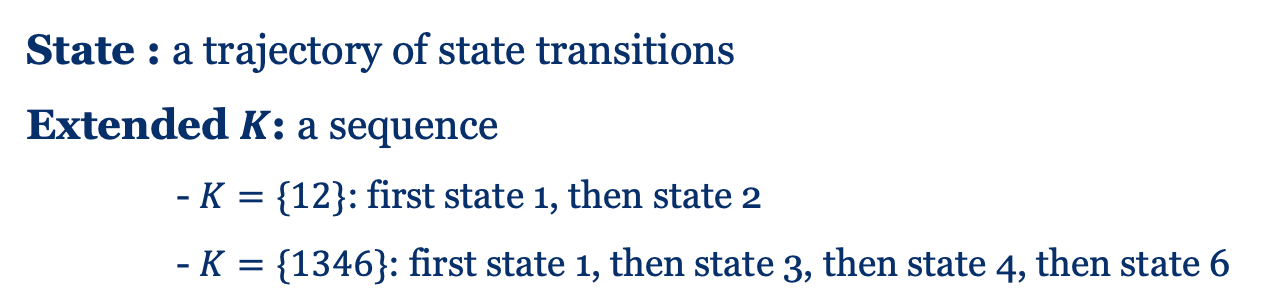 State : a trajectory of state transitions
Extended K: a sequence
- K = {12}: first state 1, then state 2
- K = {1346}: first state 1, then state 3, then state 4, then state 6